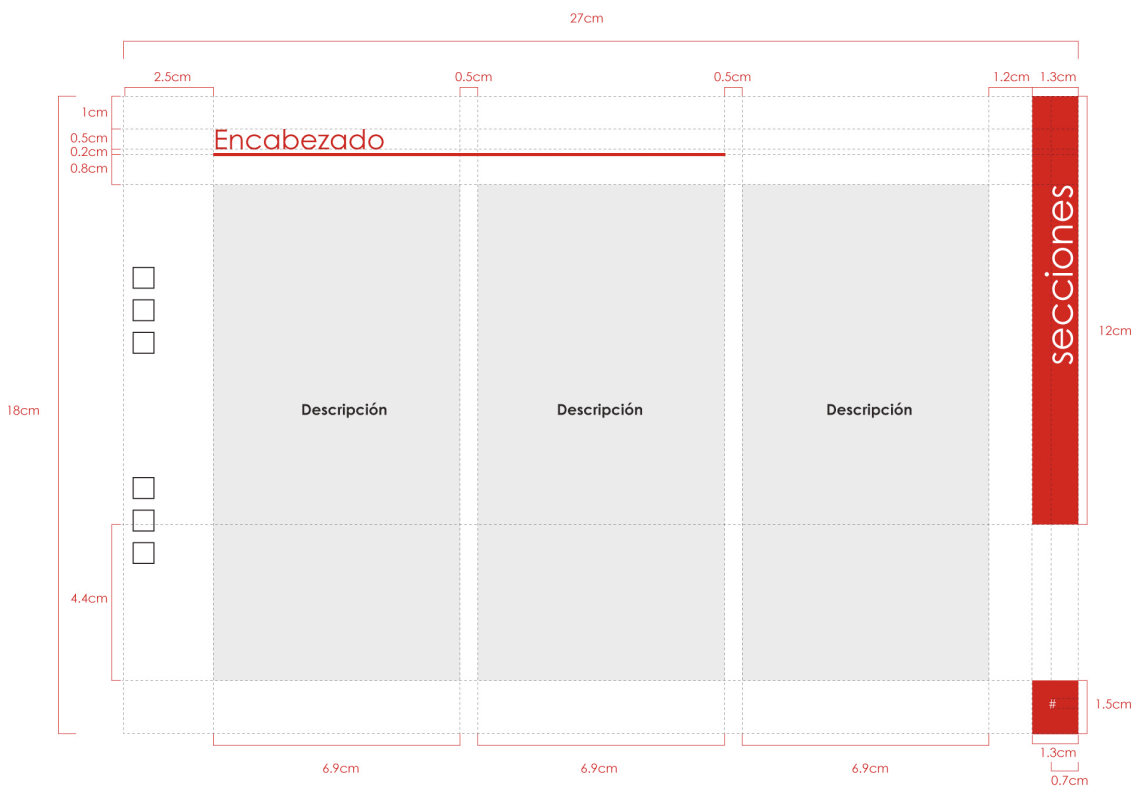 27cm
2.5cm 0.5cm 0.5cm 1.2cm 1.3cm
1cm
0.5cm
0.2cm
0.8cm
Encabezado
secciones
12cm
18cm
Descripción Descripción Descripción
4.4cm
#
1.5cm
1.3cm
6.9cm 6.9cm 6.9cm
0.7cm